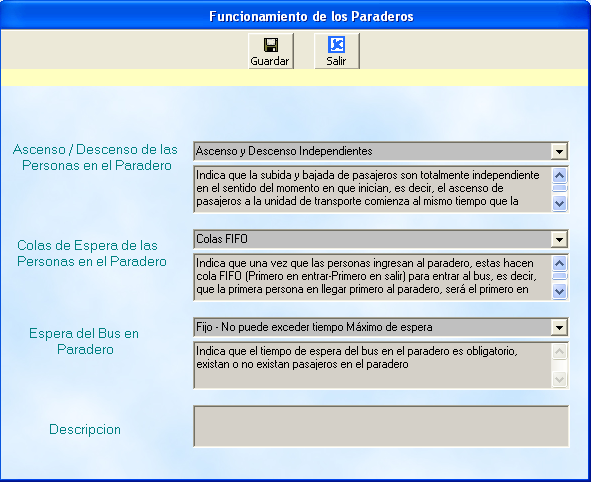 Funcionamiento de los Paraderos
Guardar
Salir
Ascenso / Descenso de las
Personas en el Paradero
Ascenso y Descenso Independientes
Indica que la subida y bajada de pasajeros son totalmente independiente
en el sentido del momento en que inician, es decir, el ascenso de
pasajeros a la unidad de transporte comienza al mismo tiempo que la
Colas de Espera de las
Personas en el Paradero
Colas FIFO
Indica que una vez que las personas ingresan al paradero, estas hacen
cola FIFO (Primero en entrar-Primero en salir) para entrar al bus, es decir,
que la primera persona en llegar primero al paradero, será el primero en
Espera del Bus en
Paradero
Fijo - No puede exceder tiempo Máximo de espera
Indica que el tiempo de espera del bus en el paradero es obligatorio,
existan o no existan pasajeros en el paradero
Descripcion